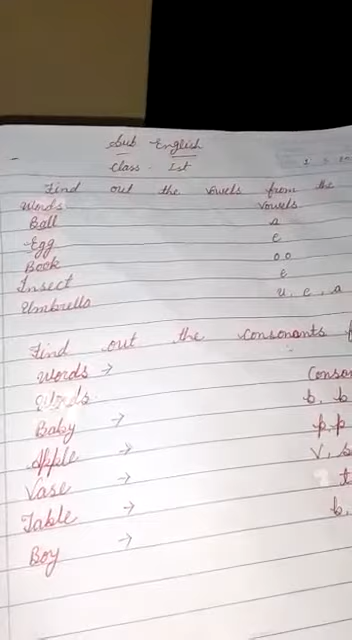 Sub English
Class 1st
Find out the vowels from the
Words vowels
Ball a
Egg e
Book o o
Insect e
Umbrella u, e, a
Find out the consonants
Words →
Words
Baby → b, b
Apple → p, p
Vase → v, s
Table → t
Boy → b,